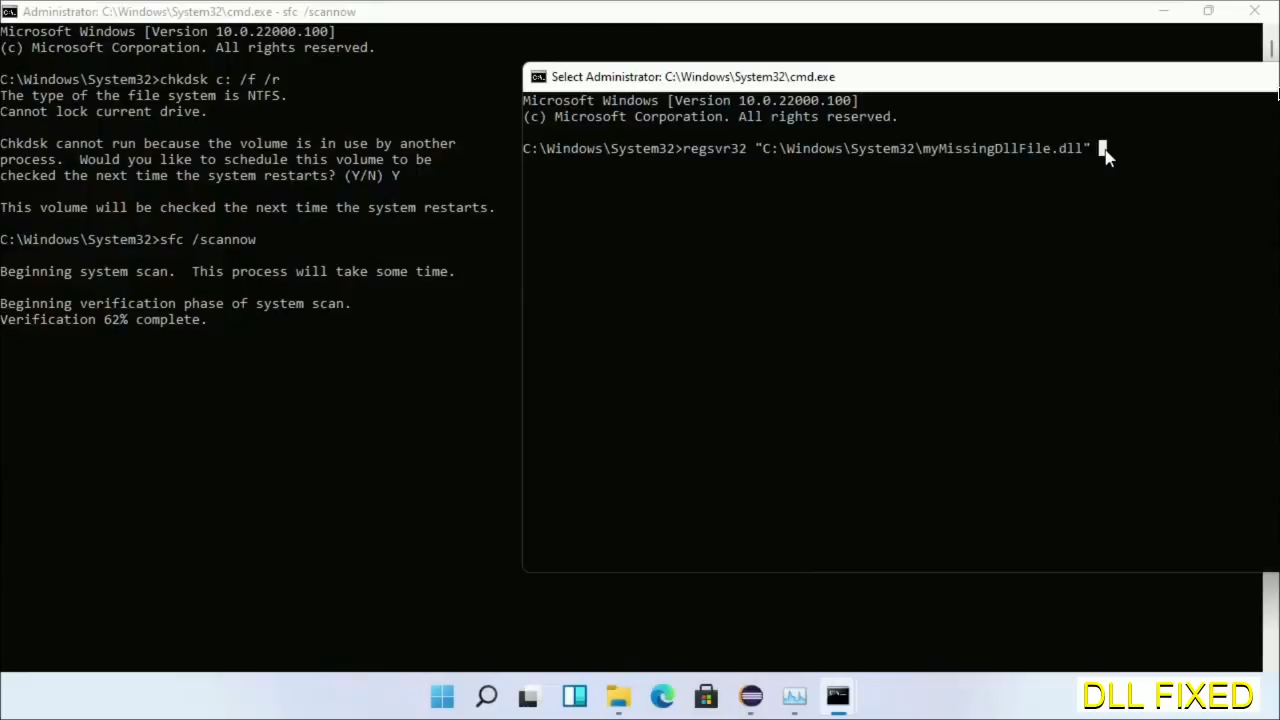 Administrator: C:\Windows\System32\cmd.exe - sfc /scannow
Microsoft Windows [Version 10.0.22000.100]
(c) Microsoft Corporation. All rights reserved.
C:\Windows\System32>chkdsk c: /f /r
The type of the file system is NTFS.
Cannot lock current drive.
Chkdsk cannot run because the volume is in use by another
process.  Would you like to schedule this volume to be
checked the next time the system restarts? (Y/N) Y
This volume will be checked the next time the system restarts.
C:\Windows\System32>sfc /scannow
Beginning system scan.  This process will take some time.
Beginning verification phase of system scan.
Verification 62% complete.
Select Administrator: C:\Windows\System32\cmd.exe
Microsoft Windows [Version 10.0.22000.100]
(c) Microsoft Corporation. All rights reserved.
C:\Windows\System32>regsvr32 "C:\Windows\System32\myMissingDllFile.dll"
DLL FIXED